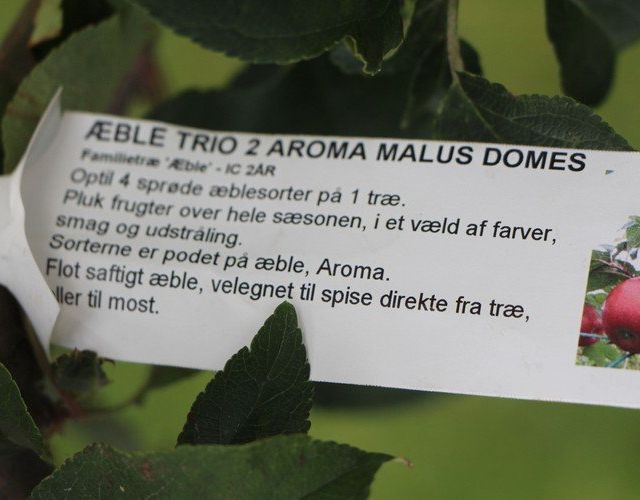 ÆBLE TRIO 2 AROMA MALUS DOMES
Familietræ 'Æble' - IC 2ÅR
Optil 4 sprøde æblesorter på 1 træ.
Pluk frugter over hele sæsonen, i et væld af farver,
smag og udstråling.
Sorterne er podet på æble, Aroma.
Flot saftigt æble, velegnet til spise direkte fra træ,
ller til most.